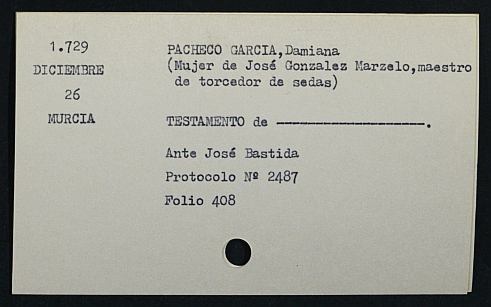 1.729
DICIEMBRE
26
MURCIA
PACHECO GARCIA,Damiana
(Mujer de José Gonzalez Marzelo,maestro
de torcedor de sedas)
TESTAMENTO de --------------------.
Ante José Bastida
Protocolo Nº 2487
Folio 408